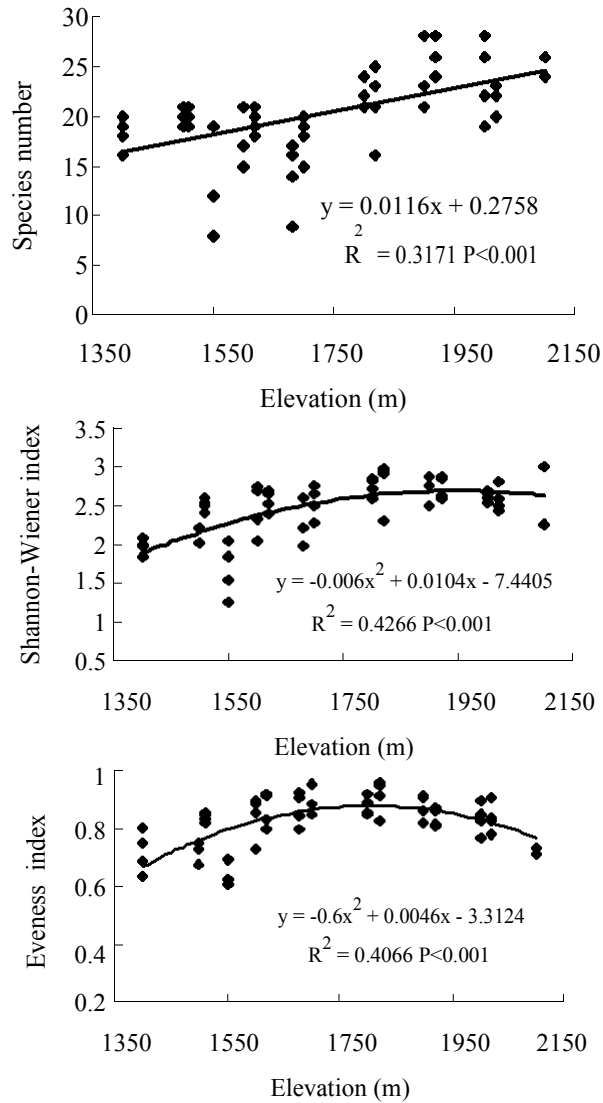 30
25
20
15
10
5
0
Species number
y = 0.0116x + 0.2758
R² = 0.3171 P<0.001
1350 1550 1750 1950 2150
Elevation (m)
3.5
3
2.5
2
1.5
1
0.5
Shannon-Wiener index
y = -0.006x² + 0.0104x - 7.4405
R² = 0.4266 P<0.001
1350 1550 1750 1950 2150
Elevation (m)
1
0.8
0.6
0.4
0.2
Eveness index
y = -0.6x² + 0.0046x - 3.3124
R² = 0.4066 P<0.001
1350 1550 1750 1950 2150
Elevation (m)